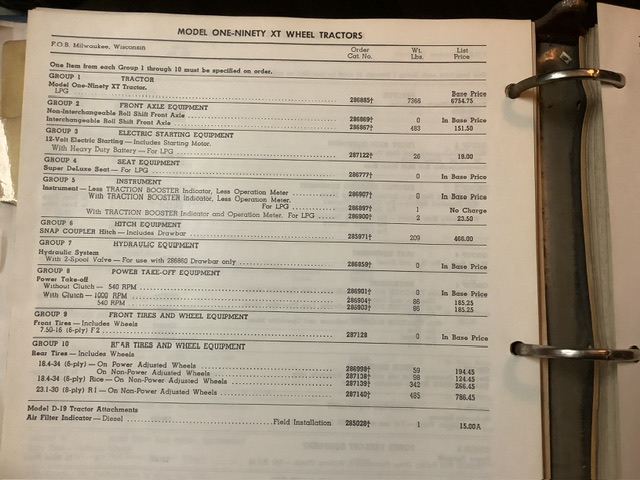 MODEL ONE-NINETY XT WHEEL TRACTORS
F.O.B. Milwaukee, Wisconsin Order Cat. No. Wt. Lbs. List Price
One Item from each Group 1 through 10 must be specified on order.
GROUP 1 TRACTOR
Model One-Ninety XT Tractor. Base Price
LPG 286885† 7368 6754.75
GROUP 2 FRONT AXLE EQUIPMENT
Non-Interchangeable Roll Shift Front Axle 286869† 0 In Base Price
Interchangeable Roll Shift Front Axle 286867† 483 151.50
GROUP 3 ELECTRIC STARTING EQUIPMENT
12-Volt Electric Starting — Includes Starting Motor.
With Heavy Duty Battery — For LPG 287122† 26 18.00
GROUP 4 SEAT EQUIPMENT
Super DeLuxe Seat — For LPG 286777† 0 In Base Price
GROUP 5 INSTRUMENT
Instrument — Less TRACTION BOOSTER Indicator, Less Operation Meter 286907† 0 In Base Price
With TRACTION BOOSTER Indicator, Less Operation Meter,
For LPG 286897† 1 No Charge
With TRACTION BOOSTER Indicator and Operation Meter, For LPG 286900† 2 23.50
GROUP 6 HITCH EQUIPMENT
SNAP COUPLER Hitch — Includes Drawbar 285971† 209 466.00
GROUP 7 HYDRAULIC EQUIPMENT
Hydraulic System
With 2-Spool Valve — For use with 286860 Drawbar only 286859† 0 In Base Price
GROUP 8 POWER TAKE-OFF EQUIPMENT
Power Take-off
Without Clutch — 540 RPM 286901† 0 In Base Price
With Clutch — 1000 RPM 286904† 86 185.25
540 RPM 286903† 86 185.25
GROUP 9 FRONT TIRES AND WHEEL EQUIPMENT
Front Tires — Includes Wheels
7.50-16 (6-ply) F2 287128 0 In Base Price
GROUP 10 REAR TIRES AND WHEEL EQUIPMENT
Rear Tires — Includes Wheels
18.4-34 (6-ply) — On Power Adjusted Wheels 286998† 59 194.45
On Non-Power Adjusted Wheels 287138† 98 124.45
18.4-34 (6-ply) Rice — On Non-Power Adjusted Wheels 287139† 342 266.45
23.1-30 (8-ply) R1 — On Non-Power Adjusted Wheels 287140† 485 786.45
Model D-19 Tractor Attachments
Air Filter Indicator — Diesel Field Installation 285028† 1 15.00A